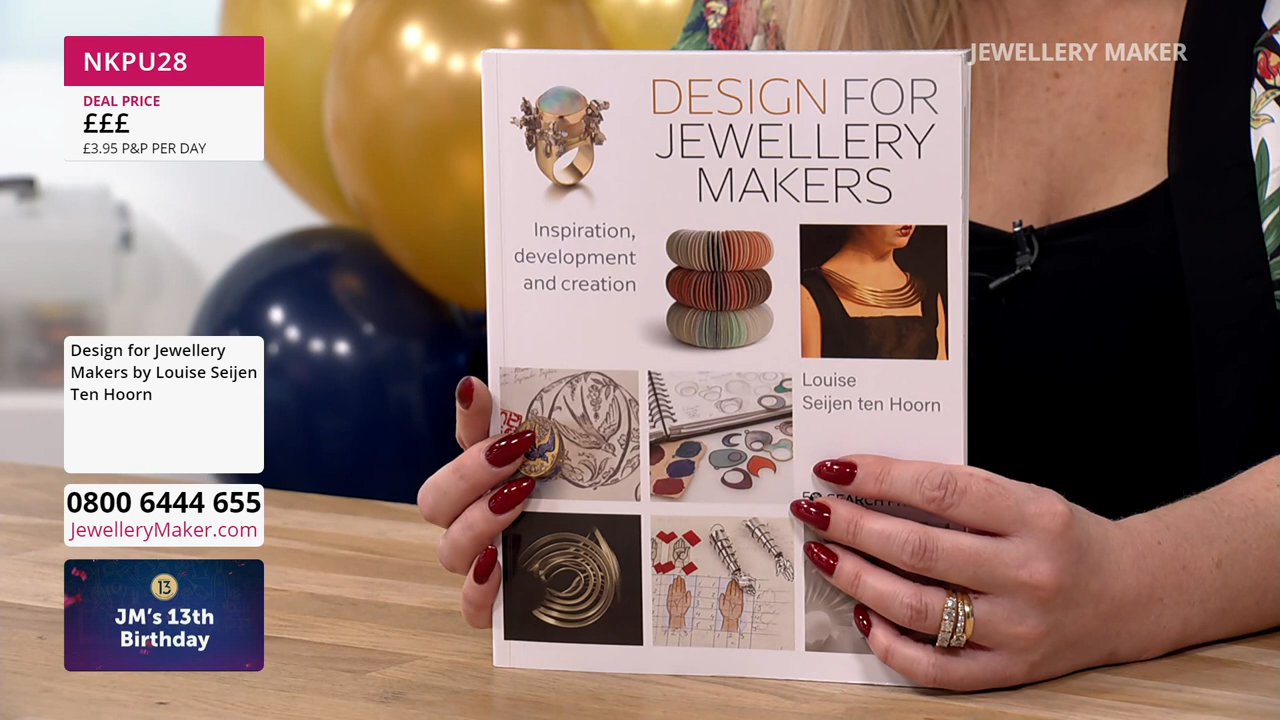 NKPU28
DEAL PRICE
£££
£3.95 P&P PER DAY
Design for Jewellery
Makers by Louise Seijen
Ten Hoorn
0800 6444 655
JewelleryMaker.com
13
JM's 13th
Birthday
JEWELLERY MAKER
DESIGN FOR
JEWELLERY
MAKERS
Inspiration,
development
and creation
Louise
Seijen ten Hoorn
SEARCH